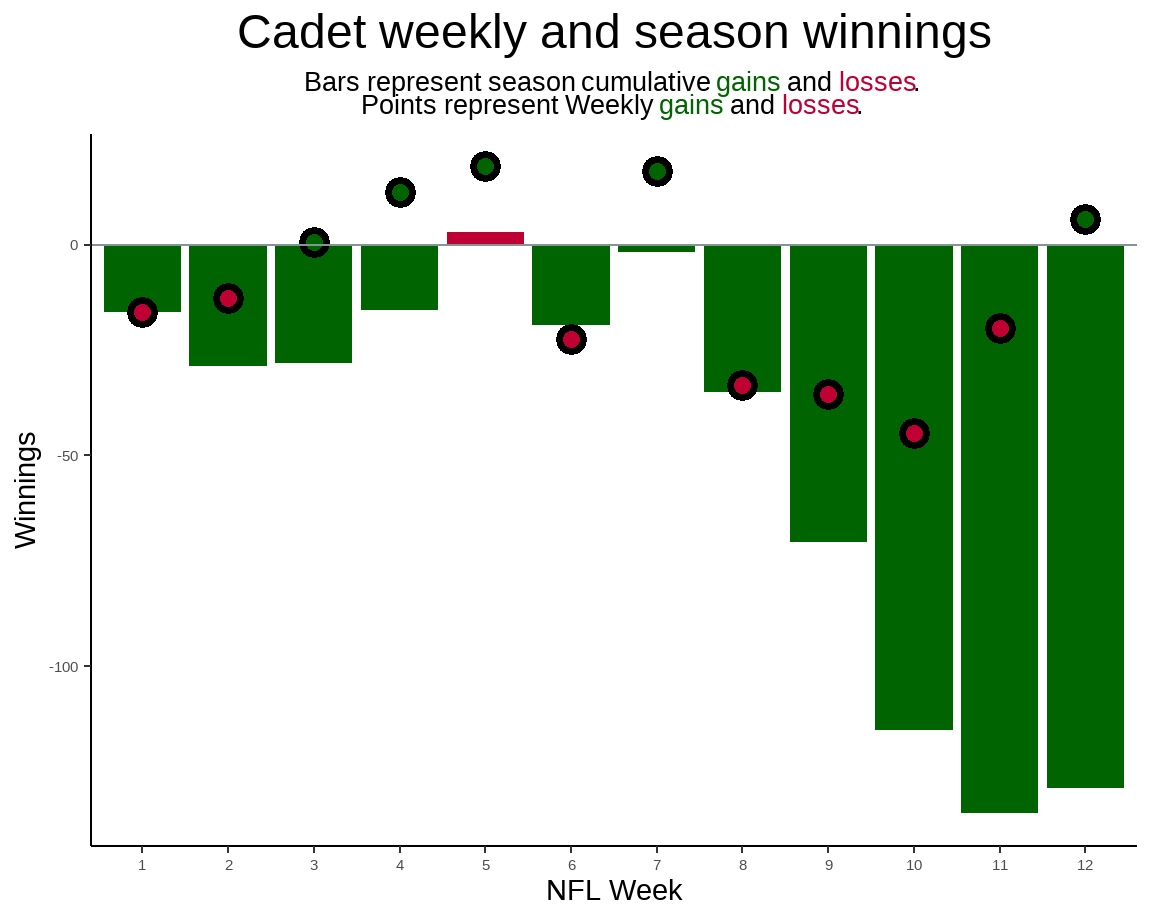 Cadet weekly and season winnings
Bars represent season cumulative gains and losses.
Points represent Weekly gains and losses.
Winnings
0
-50
-100
1 2 3 4 5 6 7 8 9 10 11 12
NFL Week